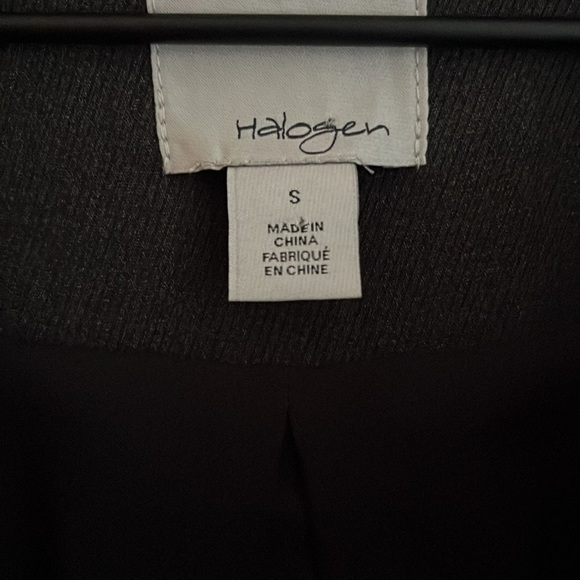 Halogen
S
MADE IN
CHINA
FABRIQUÉ
EN CHINE